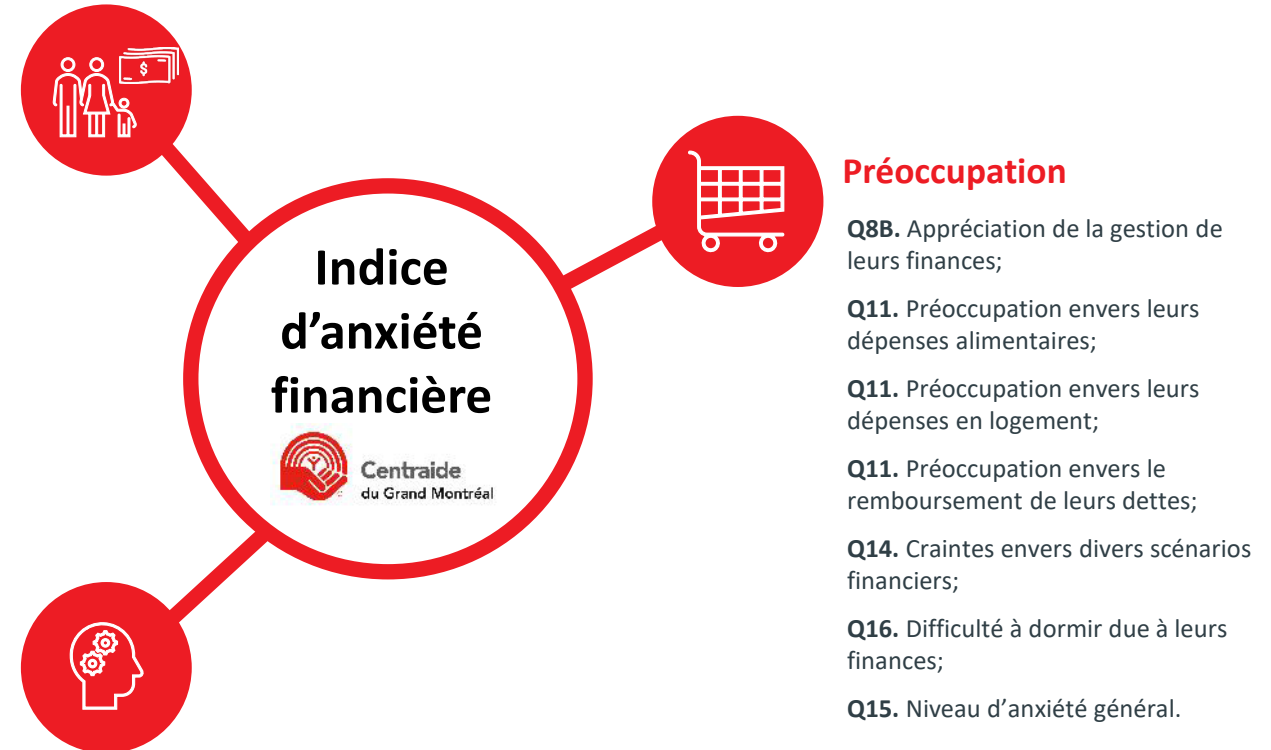 $
Indice
d’anxiété
financière
Centraide
du Grand Montréal
Préoccupation
Q8B. Appréciation de la gestion de
leurs finances;
Q11. Préoccupation envers leurs
dépenses alimentaires;
Q11. Préoccupation envers leurs
dépenses en logement;
Q11. Préoccupation envers le
remboursement de leurs dettes;
Q14. Craintes envers divers scénarios
financiers;
Q16. Difficulté à dormir due à leurs
finances;
Q15. Niveau d’anxiété général.